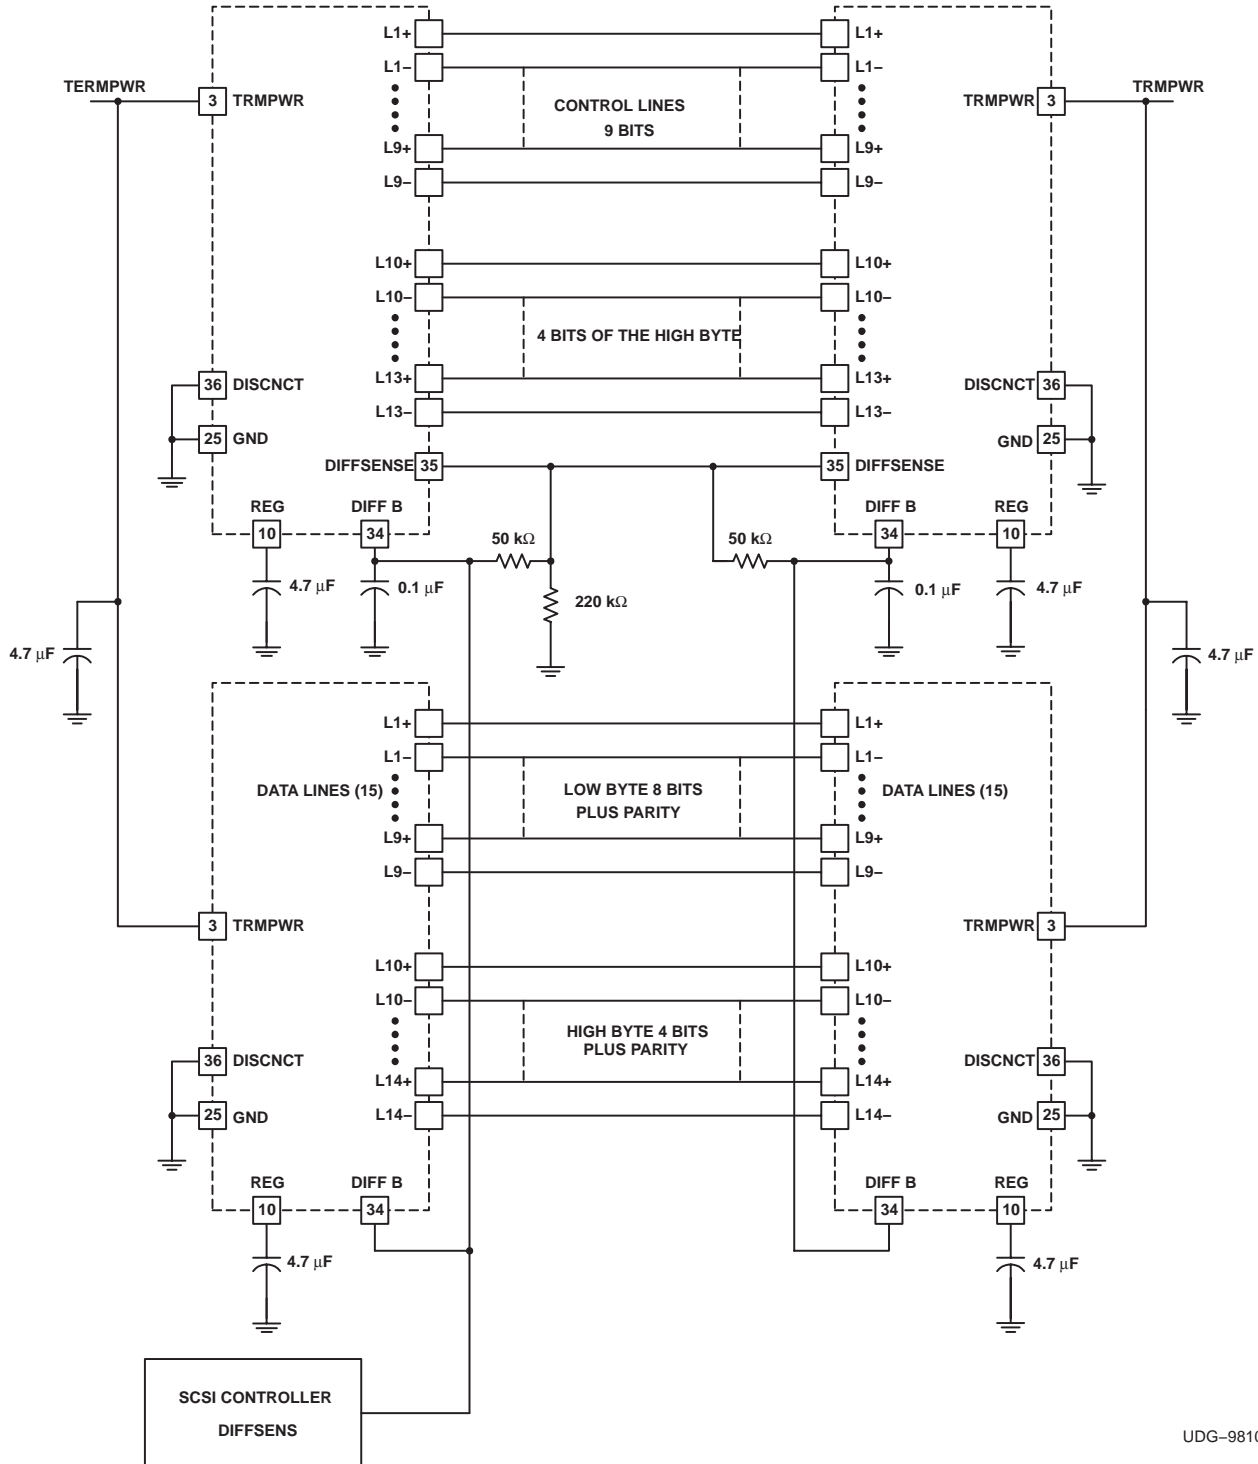 L1+ L1+
L1– L1–
TERMPWR TRMPWR
3 TRMPWR CONTROL LINES TRMPWR 3
9 BITS
L9+ L9+
L9– L9–
L10+ L10+
L10– L10–
4 BITS OF THE HIGH BYTE
36 DISCNCT L13+ L13+ DISCNCT 36
L13– L13–
25 GND GND 25
DIFFSENSE 35 35 DIFFSENSE
REG DIFF B DIFF B REG
10 34 50 kΩ 50 kΩ 34 10
4.7 μF 0.1 μF 220 kΩ 0.1 μF 4.7 μF
4.7 μF 4.7 μF
L1+ L1+
L1– L1–
DATA LINES (15) LOW BYTE 8 BITS DATA LINES (15)
PLUS PARITY
L9+ L9+
L9– L9–
3 TRMPWR TRMPWR 3
L10+ L10+
L10– L10–
HIGH BYTE 4 BITS
PLUS PARITY
36 DISCNCT DISCNCT 36
L14+ L14+
25 GND L14– L14– GND 25
REG DIFF B DIFF B REG
10 34 34 10
4.7 μF 4.7 μF
SCSI CONTROLLER
DIFFSENS
UDG–9810